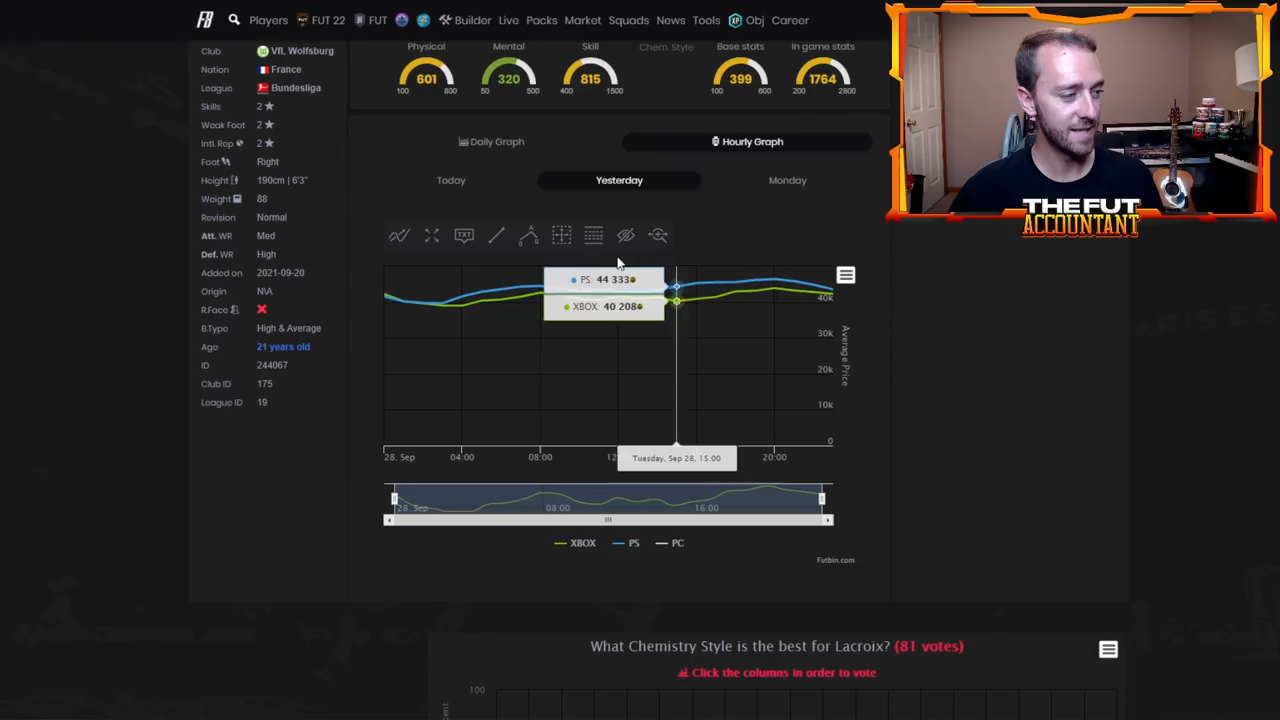 FB Players FUT 22 FUT Builder Live Packs Market Squads News Tools XP Obj Career
Club VfL Wolfsburg
Nation France
League Bundesliga
Skills 2★
Weak Foot 2★
Intl. Rep 2★
Foot Right
Height 190cm | 6'3"
Weight 88
Revision Normal
Att. WR Med
Def. WR High
Added on 2021-09-20
Origin N\A
R.Face
B.Type High & Average
Age 21 years old
ID 244067
Club ID 175
League ID 19
Physical Mental Skill Chem. Style Base stats In game stats
601 320 815 399 1764
100 800 50 500 400 1500 100 600 200 2800
Daily Graph Hourly Graph
Today Yesterday Monday
TXT
PS: 44 333
XBOX: 40 208
40k
30k
20k
10k
0
Average Price
28. Sep 04:00 08:00 12: 20:00
Tuesday, Sep 28, 15:00
28. Sep 08:00 16:00
XBOX PS PC
Futbin.com
THE FUT
ACCOUNTANT
What Chemistry Style is the best for Lacroix? (81 votes)
Click the columns in order to vote
100